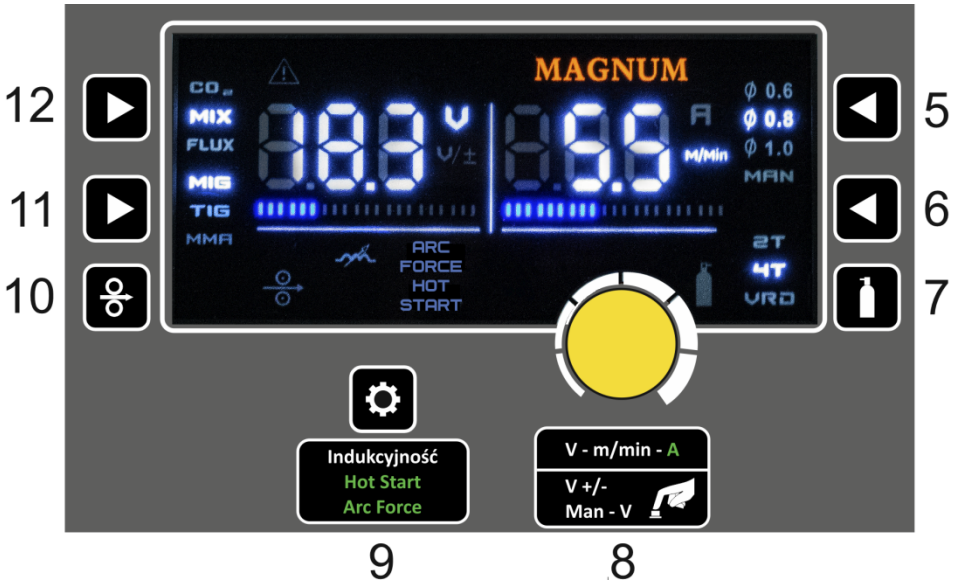 MAGNUM
12
CO₂
MIX
FLUX
18.3
V
V/±
5.5
A
M/Min
Ø 0.6
Ø 0.8
Ø 1.0
MAN
5
11
MIG
TIG
MMA
6
2T
4T
VRD
10
ARC
FORCE
HOT
START
7
Indukcyjność
Hot Start
Arc Force
V - m/min - A
V +/-
Man - V
9
8